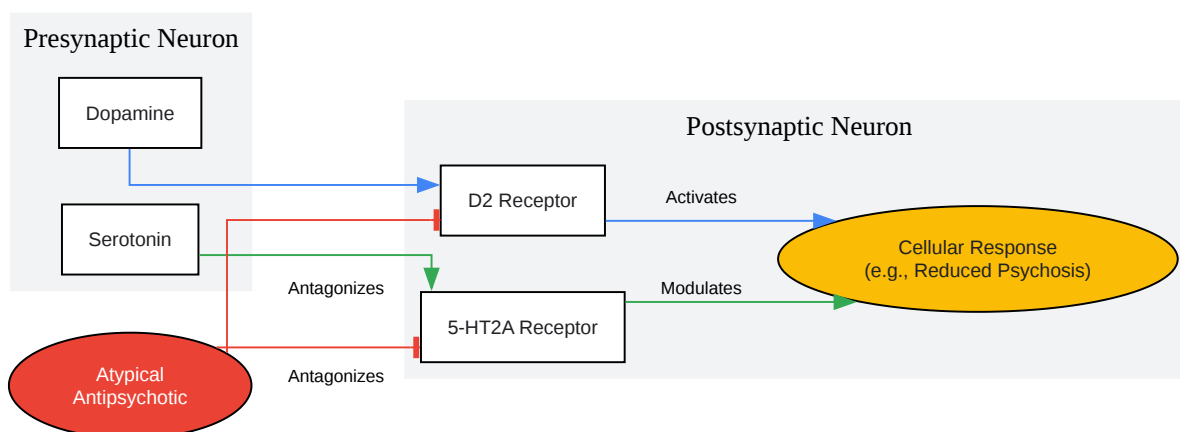 Presynaptic Neuron
Dopamine
Serotonin
Atypical
Antipsychotic
Antagonizes
Antagonizes
Postsynaptic Neuron
D2 Receptor
5-HT2A Receptor
Activates
Modulates
Cellular Response
(e.g., Reduced Psychosis)